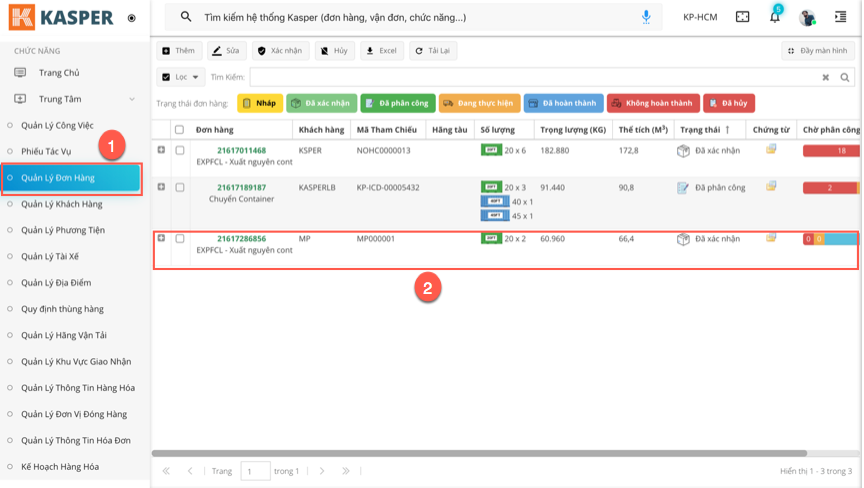 KASPER
Tìm kiếm hệ thống Kasper (đơn hàng, vận đơn, chức năng...)
KP-HCM
5
CHỨC NĂNG
Trang Chủ
Trung Tâm
Quản Lý Công Việc
Phiếu Tác Vụ
1
Quản Lý Đơn Hàng
Quản Lý Khách Hàng
Quản Lý Phương Tiện
Quản Lý Tài Xế
Quản Lý Địa Điểm
Quy định thùng hàng
Quản Lý Hãng Vận Tải
Quản Lý Khu Vực Giao Nhận
Quản Lý Thông Tin Hàng Hóa
Quản Lý Đơn Vị Đóng Hàng
Quản Lý Thông Tin Hóa Đơn
Kế Hoạch Hàng Hóa
Thêm Sửa Xác nhận Hủy Excel Tải Lại Đầy màn hình
Lọc Tìm Kiếm:
Trạng thái đơn hàng: Nháp Đã xác nhận Đã phân công Đang thực hiện Đã hoàn thành Không hoàn thành Đã hủy
Đơn hàng Khách hàng Mã Tham Chiếu Hãng tàu Số lượng Trọng lượng (KG) Thể tích (M³) Trạng thái ↑ Chứng từ Chờ phân công
21617011468 KSPER NOHC0000013 20 x 6 182.880 172,8 Đã xác nhận 18
EXPFCL - Xuất nguyên cont
21617189187 KASPERLB KP-ICD-00005432 20 x 3 91.440 90,8 Đã phân công 2
Chuyển Container 40 x 1
45 x 1
21617286856 MP MP000001 20 x 2 60.960 66,4 Đã xác nhận 0 0
EXPFCL - Xuất nguyên cont
2
Trang 1 trong 1
Hiển thị 1 - 3 trong 3